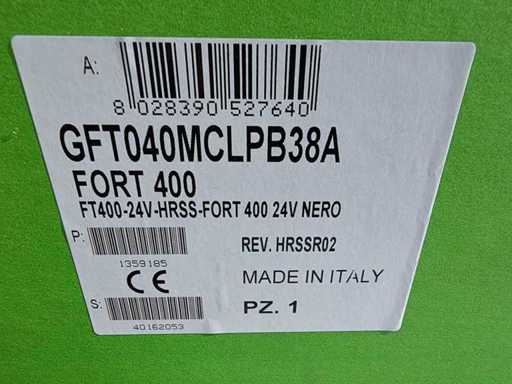 A:
8 028390 527640
GFT040MCLPB38A
FORT 400
FT400-24V-HRSS-FORT 400 24V NERO
P:
REV. HRSSR02
1359185
CE
MADE IN ITALY
S:
PZ. 1
40162053